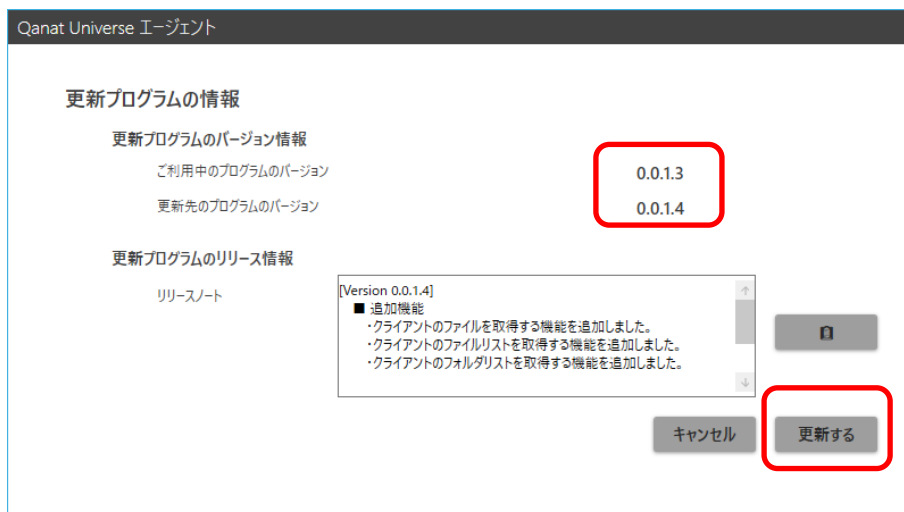 Qanat Universe エージェント
更新プログラムの情報
更新プログラムのバージョン情報
ご利用中のプログラムのバージョン 0.0.1.3
更新先のプログラムのバージョン 0.0.1.4
更新プログラムのリリース情報
リリースノート
[Version 0.0.1.4]
■ 追加機能
・クライアントのファイルを取得する機能を追加しました。
・クライアントのファイルリストを取得する機能を追加しました。
・クライアントのフォルダリストを取得する機能を追加しました。
キャンセル 更新する